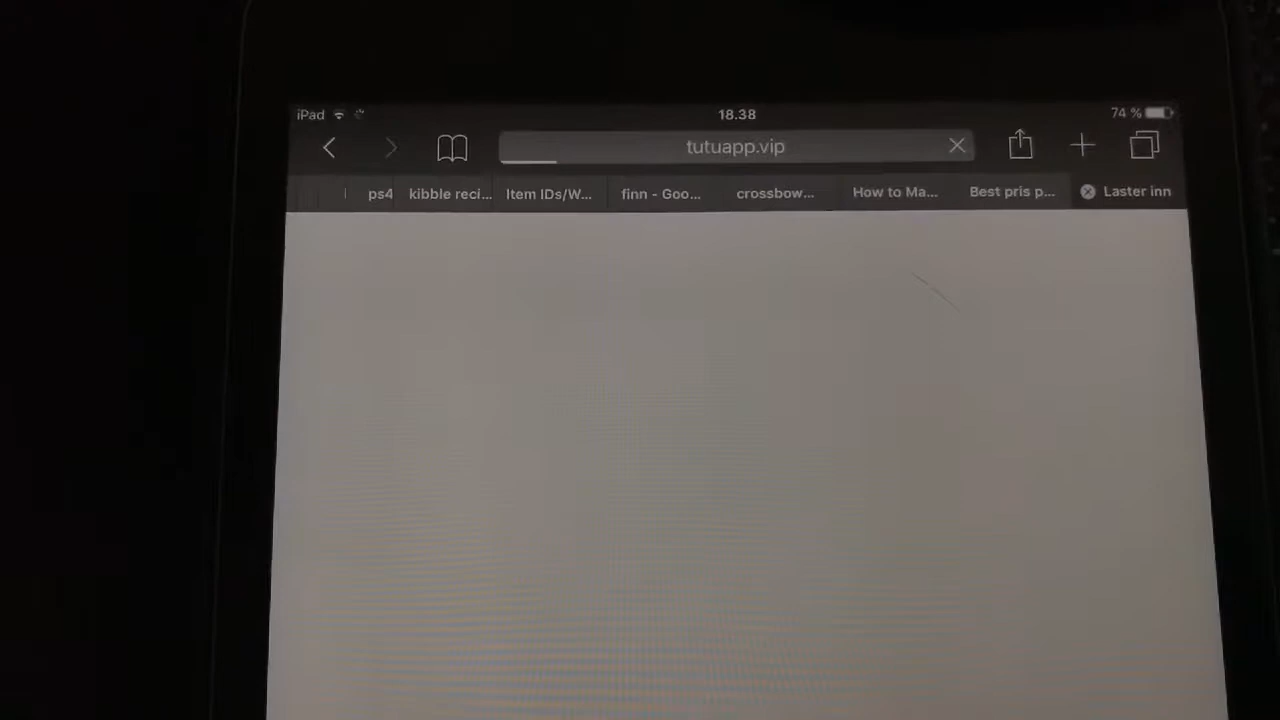 iPad 18.38 74 %
tutuapp.vip
ps4 kibble reci... Item IDs/W... finn - Goo... crossbow... How to Ma... Best pris p... Laster inn